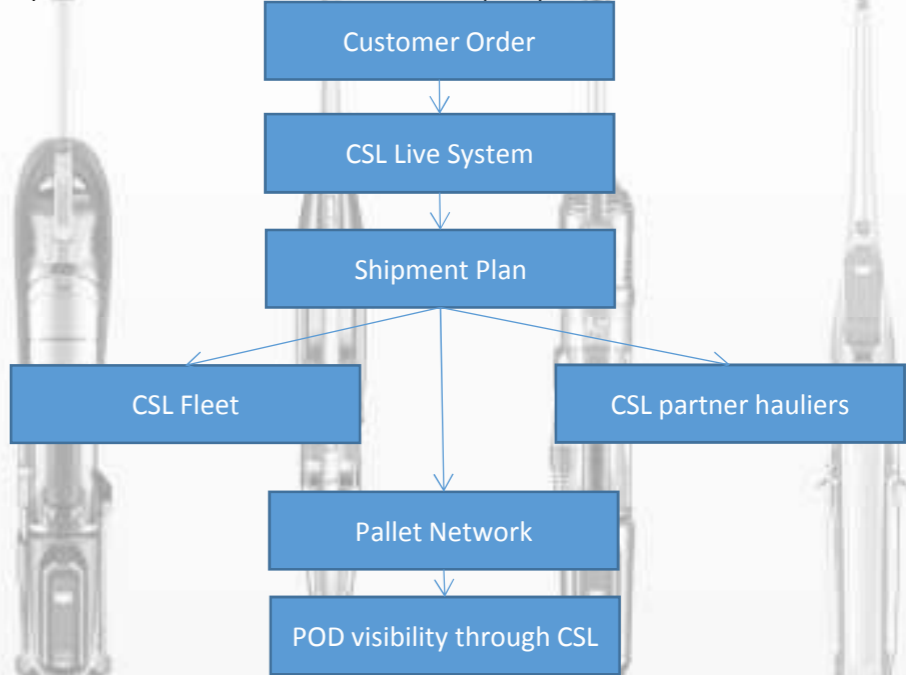 Customer Order
CSL Live System
Shipment Plan
CSL Fleet
CSL partner hauliers
Pallet Network
POD visibility through CSL